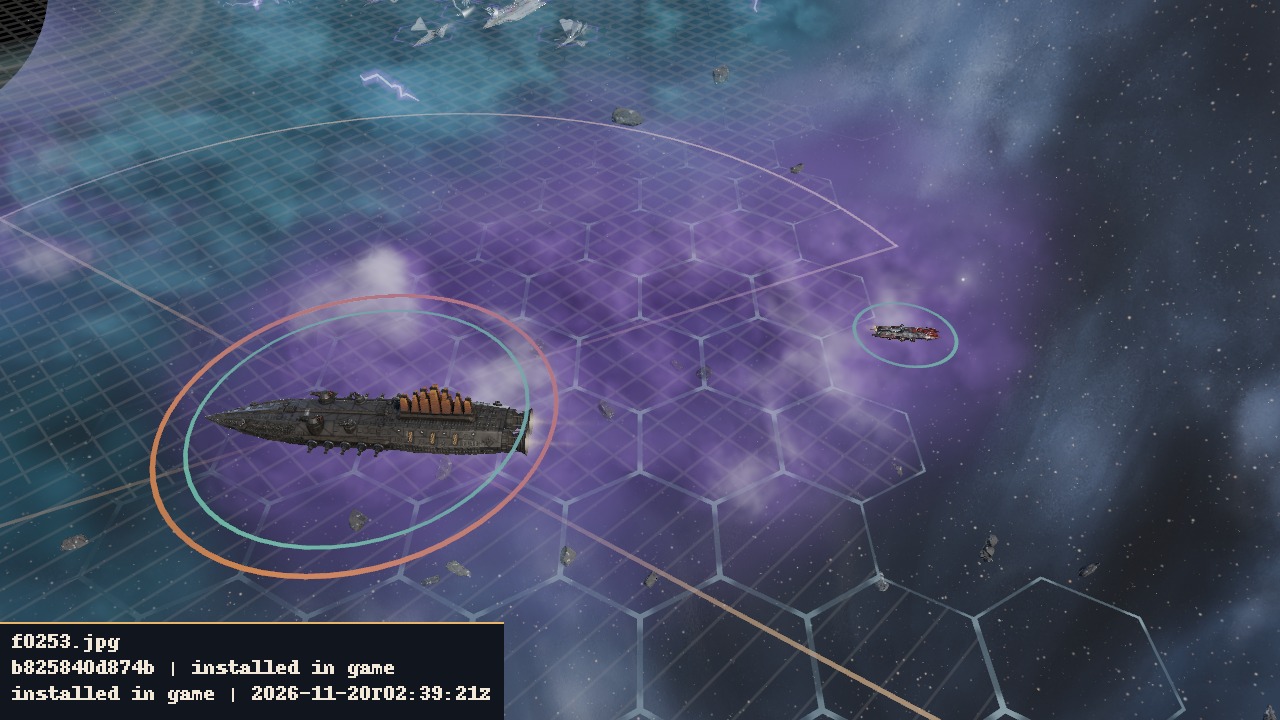 f0253.jpg
b825840d874b | installed in game
installed in game | 2026-11-20T02:39:21Z